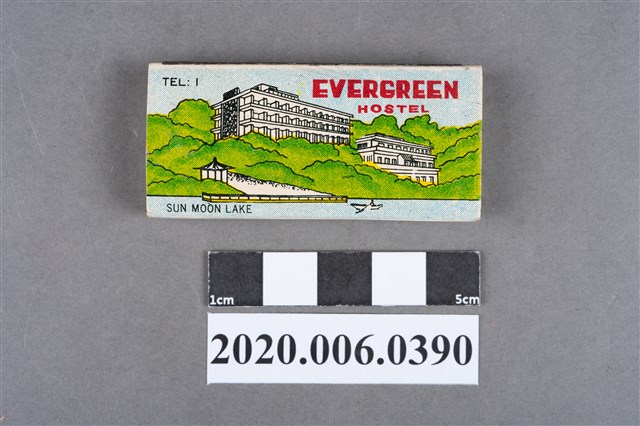 TEL: 1
EVERGREEN
HOSTEL
SUN MOON LAKE
1cm 5cm
2020.006.0390